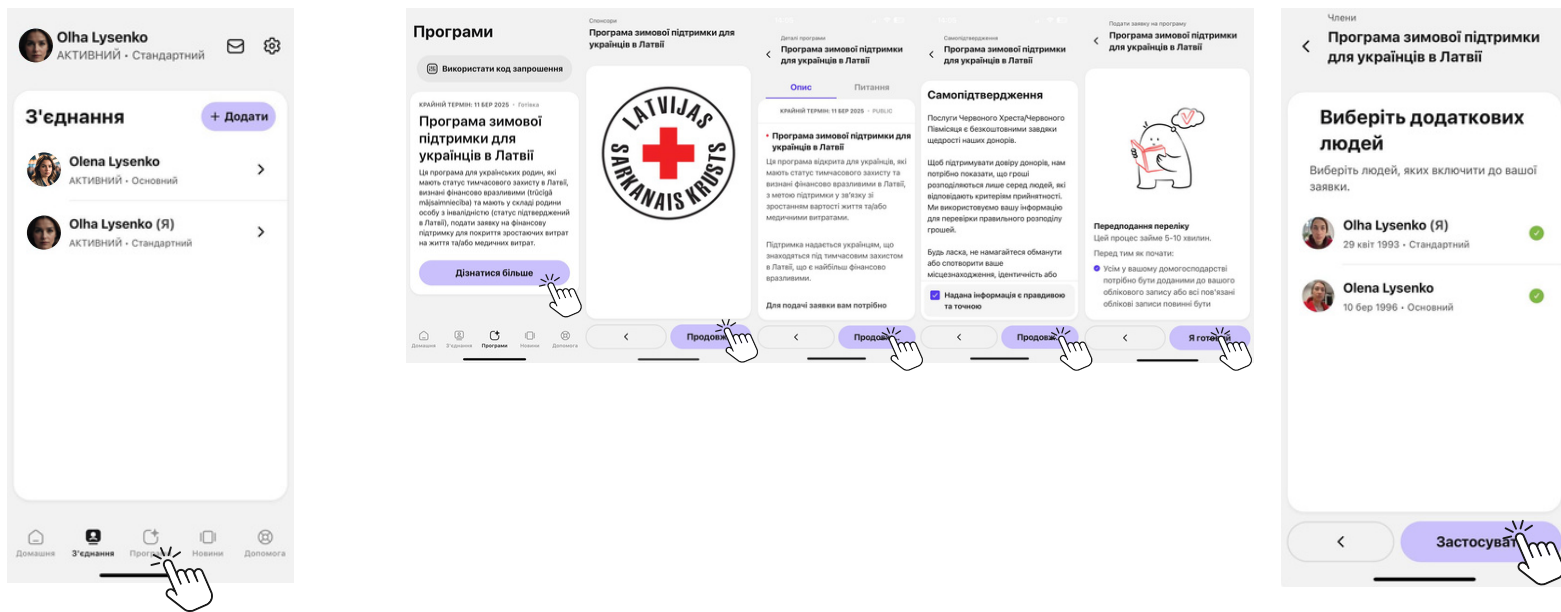 Olha Lysenko
АКТИВНИЙ • Стандартний
З'єднання
+ Додати
Olena Lysenko
АКТИВНИЙ • Основний
Olha Lysenko (Я)
АКТИВНИЙ • Стандартний
Домашня
З'єднання
Новини
Допомога
Програми
Використати код запрошення
КРАЙНІЙ ТЕРМІН: 11 БЕР 2025 • Готівка
Програма зимової
підтримки для
українців в Латвії
Ця програма для українських родин, які
мають статус тимчасового захисту в Латвії,
визнані фінансово вразливими (trūcīgā
mājsaimniecība) та мають у складі родини
особу з інвалідністю (статус підтверджений
в Латвії), подати заявку на фінансову
підтримку для покриття зростаючих витрат
на життя та/або медичних витрат.
Дізнатися більше
Домашня
З'єднання
Програми
Новини
Допомога
Спонсори
Програма зимової підтримки для
українців в Латвії
LATVIJAS
SARKANAIS KRUSTS
Продовж
Деталі програми
Програма зимової підтримки
для українців в Латвії
Опис
Питання
КРАЙНІЙ ТЕРМІН: 11 БЕР 2025 • PUBLIC
• Програма зимової підтримки для
українців в Латвії
Ця програма відкрита для українців, які
мають статус тимчасового захисту та
визнані фінансово вразливими в Латвії,
з метою підтримки у зв'язку зі
зростанням вартості життя та/або
медичними витратами.
Підтримка надається українцям, що
знаходяться під тимчасовим захистом
в Латвії, що є найбільш фінансово
вразливими.
Для подачі заявки вам потрібно
Самопідтвердження
Програма зимової підтримки
для українців в Латвії
Самопідтвердження
Послуги Червоного Хреста/Червоного
Півмісяця є безкоштовними завдяки
щедрості наших донорів.
Щоб підтримувати довіру донорів, нам
потрібно показати, що гроші
розподіляються лише серед людей, які
відповідають критеріям прийнятності.
Ми використовуємо вашу інформацію
для перевірки правильного розподілу
грошей.
Будь ласка, не намагайтеся обманути
або спотворити ваше
місцезнаходження, ідентичність або
Надана інформація є правдивою
та точною
Продовж
Подати заявку на програму
Програма зимової підтримки
для українців в Латвії
Передподання переліку
Цей процес займе 5-10 хвилин.
Перед тим як почати:
Усім у вашому домогосподарстві
потрібно бути доданими до вашого
облікового запису або всі пов'язані
облікові записи повинні бути
Члени
Програма зимової підтримки
для українців в Латвії
Виберіть додаткових
людей
Виберіть людей, яких включити до вашої
заявки.
Olha Lysenko (Я)
29 квіт 1993 • Стандартний
Olena Lysenko
10 бер 1996 • Основний
Застосуват